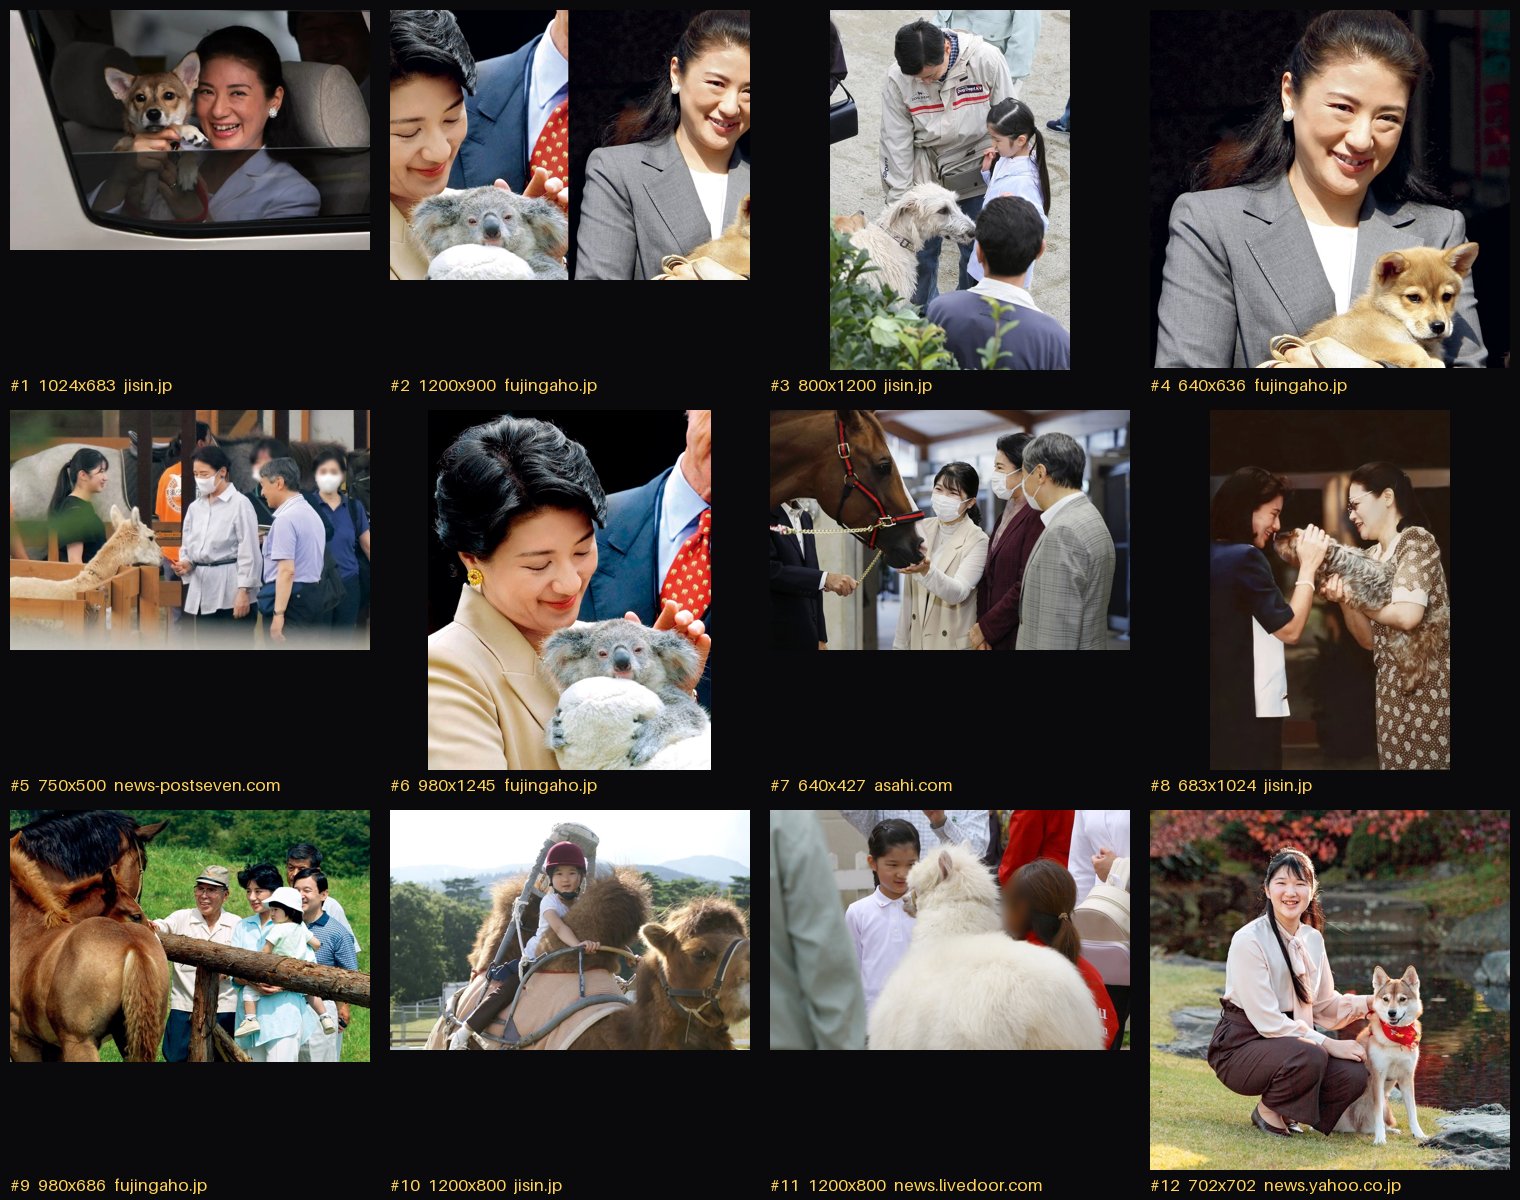 #1 1024x683 jisin.jp
#2 1200x900 fujingaho.jp
#3 800x1200 jisin.jp
#4 640x636 fujingaho.jp
#5 750x500 news-postseven.com
#6 980x1245 fujingaho.jp
#7 640x427 asahi.com
#8 683x1024 jisin.jp
#9 980x686 fujingaho.jp
#10 1200x800 jisin.jp
#11 1200x800 news.livedoor.com
#12 702x702 news.yahoo.co.jp